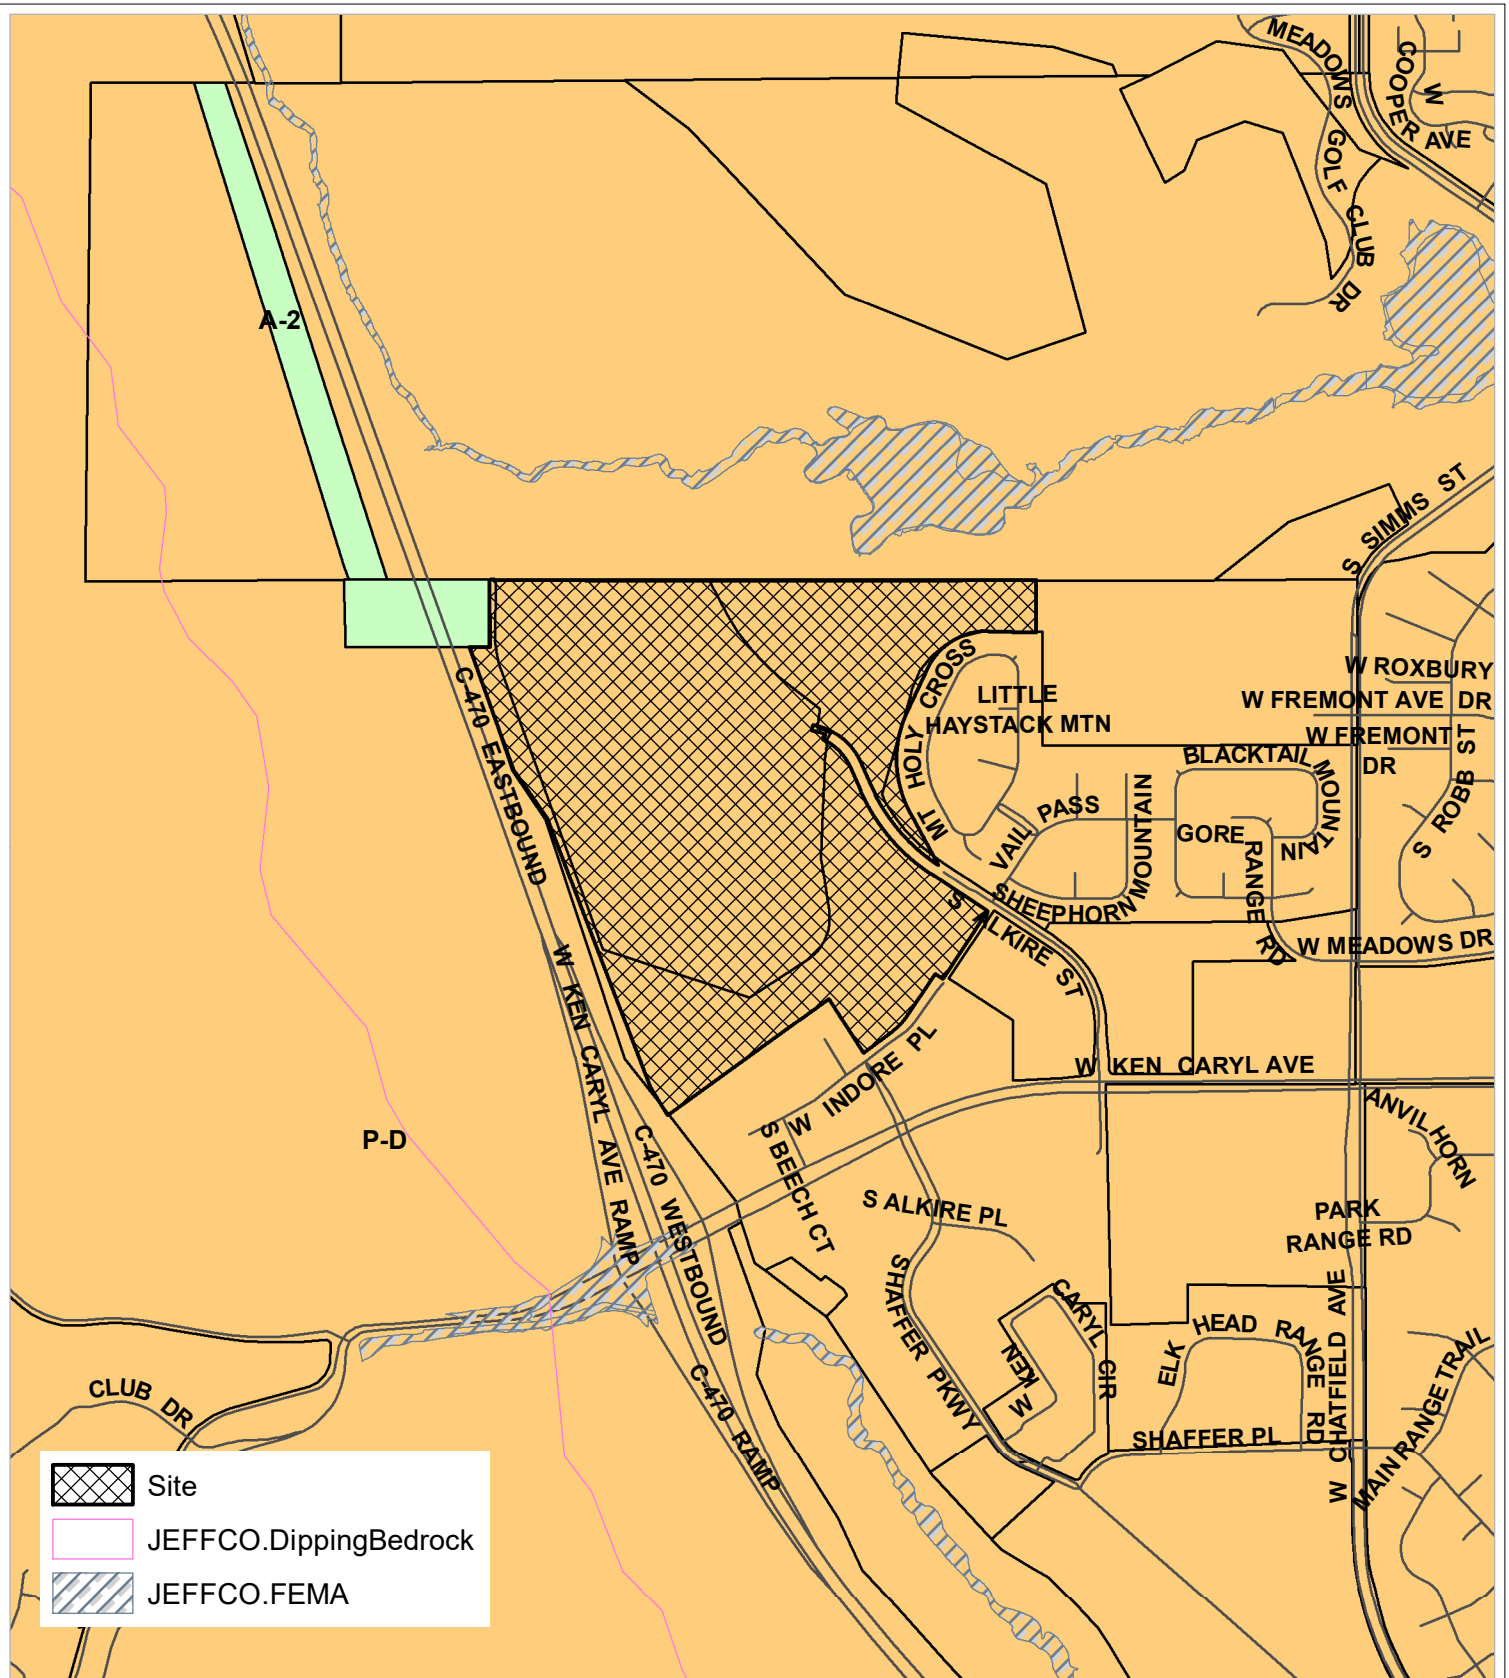 MEADOWS GOLF CLUB DR
W COOPER AVE
A-2
S SIMMS ST
W ROXBURY
W FREMONT AVE DR
W FREMONT
DR
S ROBB ST
MT HOLY CROSS
LITTLE
HAYSTACK MTN
BLACKTAIL MOUNTAIN
VAIL PASS
GORE RANGE RD
SHEEPHORN MOUNTAIN
W MEADOWS DR
S ALKIRE ST
C-470 EASTBOUND
W KEN CARYL AVE RAMP
W INDORE PL
W KEN CARYL AVE
ANVIL HORN
P-D
S BEECH CT
C-470 WESTBOUND
S ALKIRE PL
PARK
RANGE RD
SHAFFER PKWY
W KEN CARYL CIR
ELK HEAD RANGE RD
W CHATFIELD AVE
MAIN RANGE TRAIL
CLUB DR
C-470 RAMP
SHAFFER PL
Site
JEFFCO.DippingBedrock
JEFFCO.FEMA